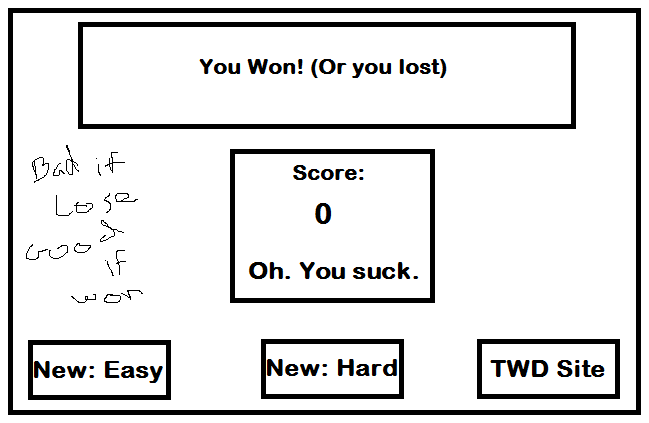 You Won! (Or you lost)
Bad if
Lose
Good
if
won
Score:
0
Oh. You suck.
New: Easy
New: Hard
TWD Site